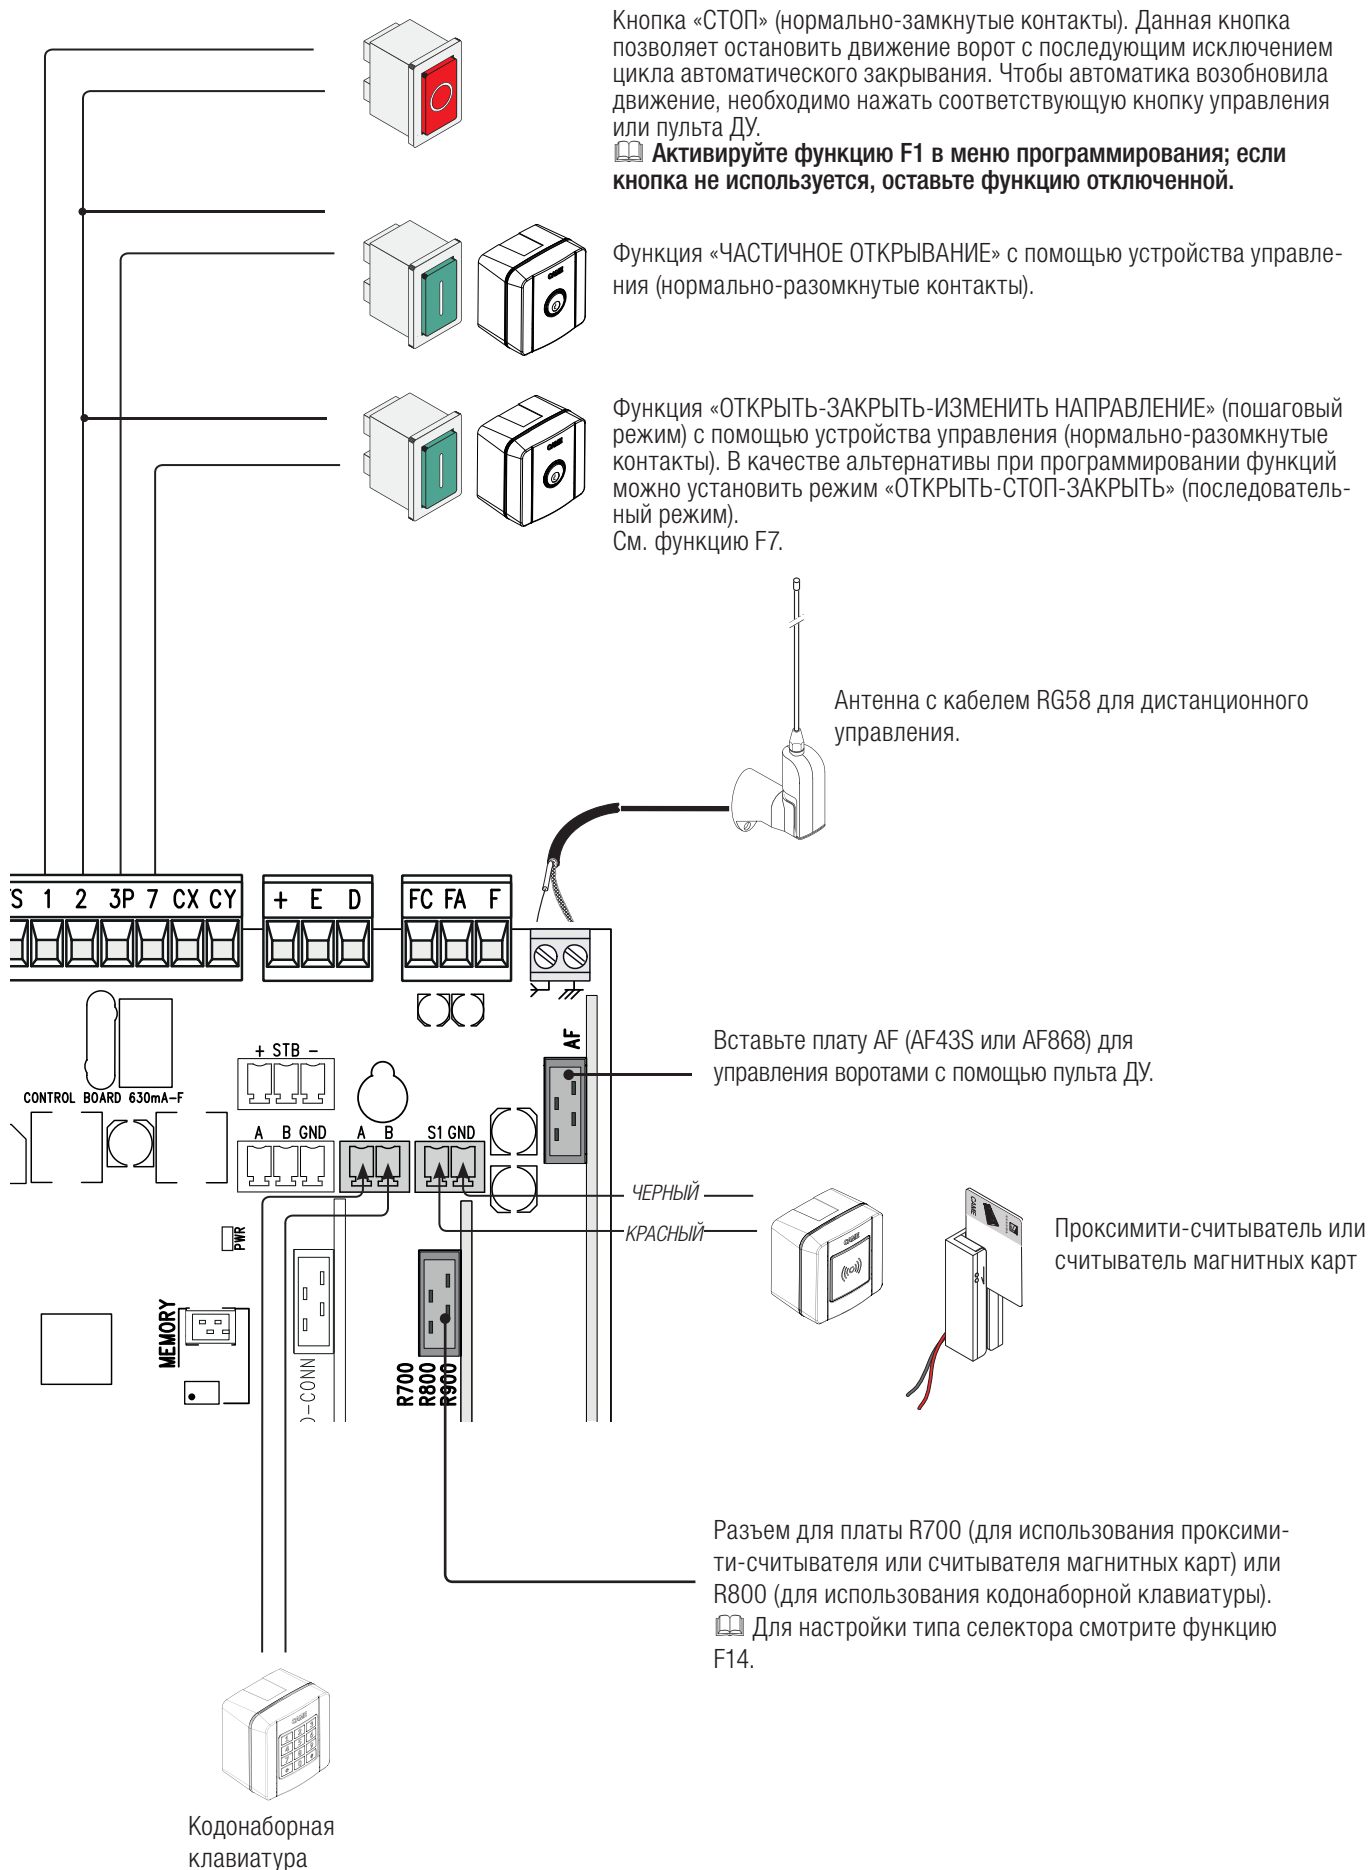 Кнопка «СТОП» (нормально-замкнутые контакты). Данная кнопка
позволяет остановить движение ворот с последующим исключением
цикла автоматического закрывания. Чтобы автоматика возобновила
движение, необходимо нажать соответствующую кнопку управления
или пульта ДУ.
Активируйте функцию F1 в меню программирования; если
кнопка не используется, оставьте функцию отключенной.
Функция «ЧАСТИЧНОЕ ОТКРЫВАНИЕ» с помощью устройства управле-
ния (нормально-разомкнутые контакты).
CAME
Функция «ОТКРЫТЬ-ЗАКРЫТЬ-ИЗМЕНИТЬ НАПРАВЛЕНИЕ» (пошаговый
режим) с помощью устройства управления (нормально-разомкнутые
контакты). В качестве альтернативы при программировании функций
можно установить режим «ОТКРЫТЬ-СТОП-ЗАКРЫТЬ» (последователь-
ный режим).
См. функцию F7.
CAME
Антенна с кабелем RG58 для дистанционного
управления.
TS 1 2 3P 7 CX CY
+ E D
FC FA F
AF
Вставьте плату AF (AF43S или AF868) для
управления воротами с помощью пульта ДУ.
+ STB -
CONTROL BOARD 630mA-F
A B GND
A B
S1 GND
ЧЕРНЫЙ
КРАСНЫЙ
CAME
CAME
Проксимити-считыватель или
считыватель магнитных карт
PWR
MEMORY
O-CONN
R700
R800
R900
Разъем для платы R700 (для использования проксими-
ти-считывателя или считывателя магнитных карт) или
R800 (для использования кодонаборной клавиатуры).
Для настройки типа селектора смотрите функцию
F14.
CAME
Кодонаборная
клавиатура